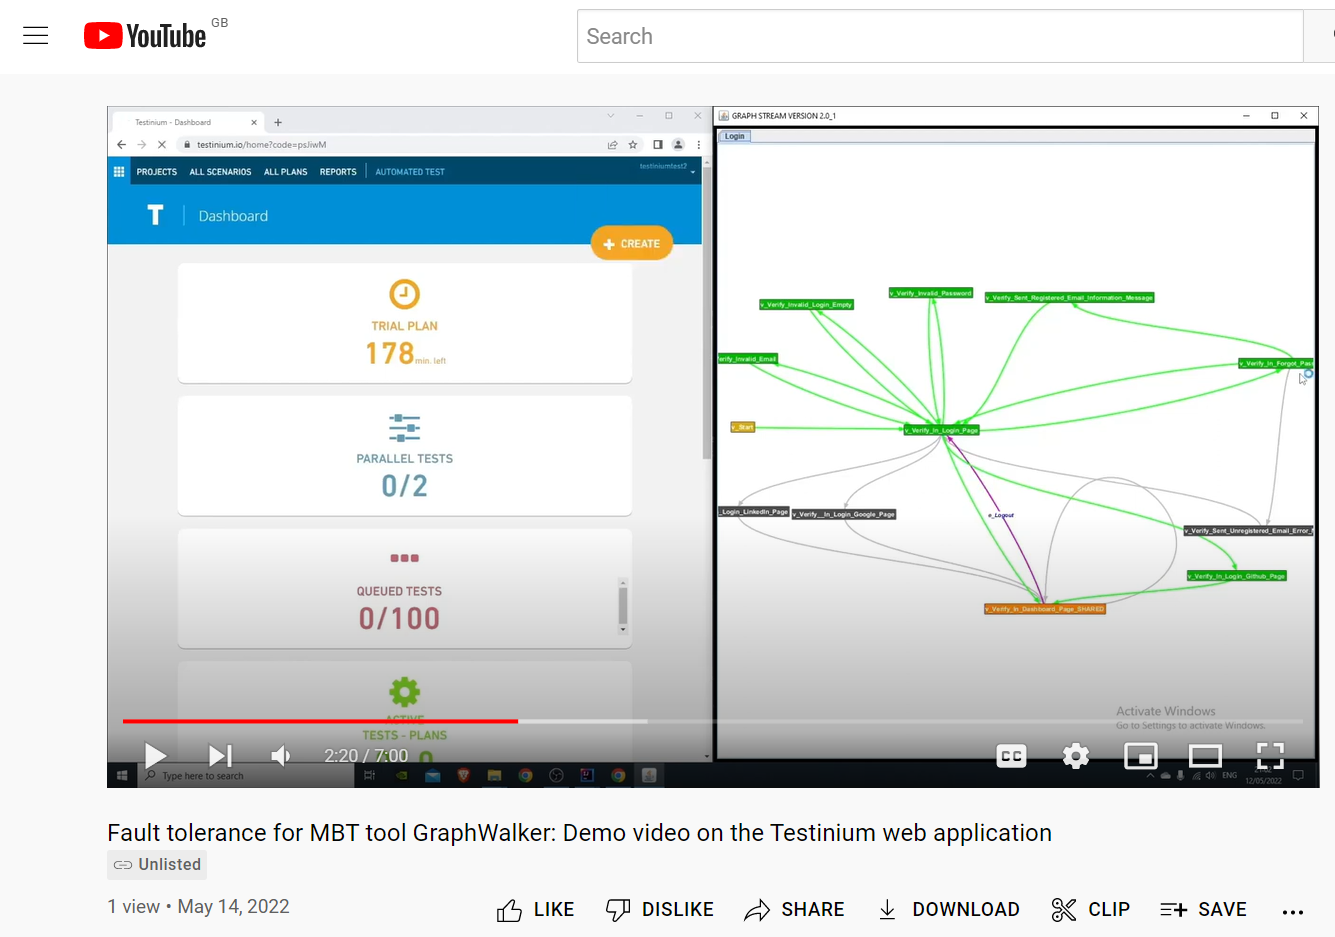 YouTube GB
Search
Testinium - Dashboard
testinium.io/home?code=psJiwM
PROJECTS ALL SCENARIOS ALL PLANS REPORTS AUTOMATED TEST
testiniumtest2
T Dashboard
+ CREATE
TRIAL PLAN
178 min. left
PARALLEL TESTS
0/2
QUEUED TESTS
0/100
ACTIVE
TESTS - PLANS
GRAPH STREAM VERSION 2.0_1
Login
v_Verify_Invalid_Password
v_Verify_Sent_Registered_Email_Information_Message
v_Verify_Invalid_Login_Empty
erify_Invalid_Email
v_Verify_In_Forgot_Pas
v_Start
v_Verify_In_Login_Page
_Login_LinkedIn_Page
v_Verify__In_Login_Google_Page
e_Logout
v_Verify_Sent_Unregistered_Email_Error_
v_Verify_In_Login_Github_Page
v_Verify_In_Dashboard_Page_SHARED
Activate Windows
Go to Settings to activate Windows.
2:20 / 7:00
CC
Type here to search
ENG
12/05/2022
Fault tolerance for MBT tool GraphWalker: Demo video on the Testinium web application
Unlisted
1 view • May 14, 2022
LIKE DISLIKE SHARE DOWNLOAD CLIP SAVE ...